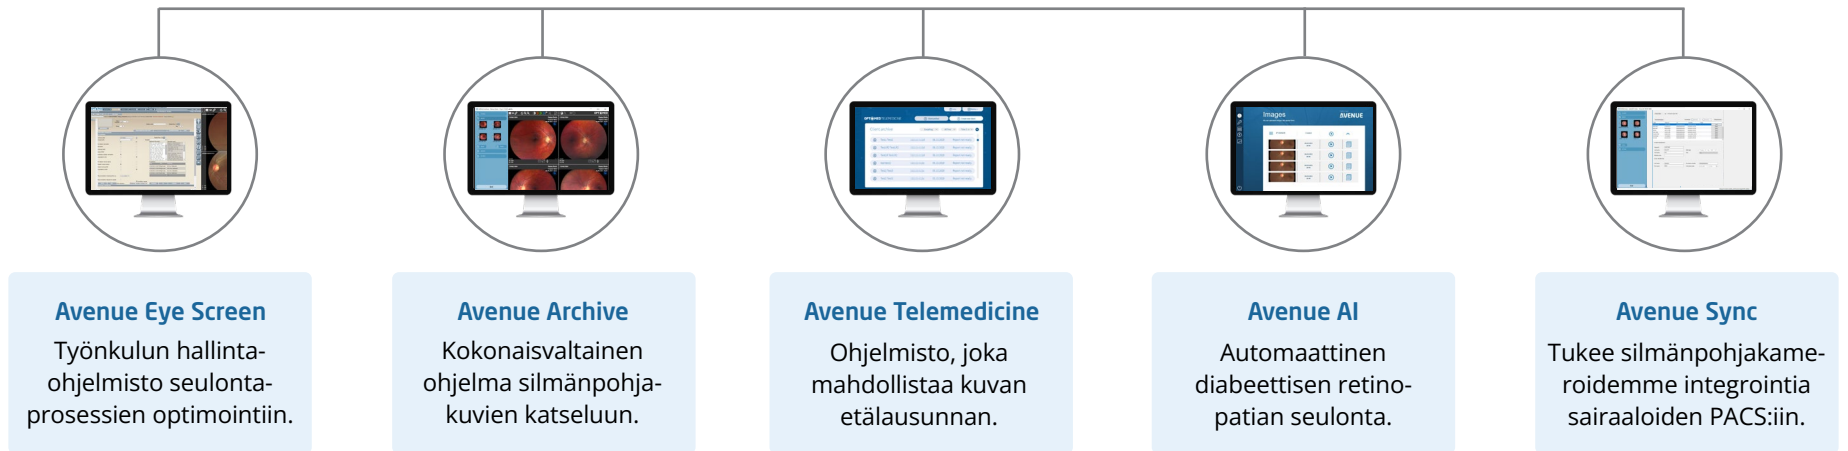 Images
AVENUE
Avenue Eye Screen
Työnkulun hallinta-
ohjelmisto seulonta-
prosessien optimointiin.
Avenue Archive
Kokonaisvaltainen
ohjelma silmänpohja-
kuvien katseluun.
Avenue Telemedicine
Ohjelmisto, joka
mahdollistaa kuvan
etälausunnan.
Avenue AI
Automaattinen
diabeettisen retino-
patian seulonta.
Avenue Sync
Tukee silmänpohjakame-
roidemme integrointia
sairaaloiden PACS:iin.